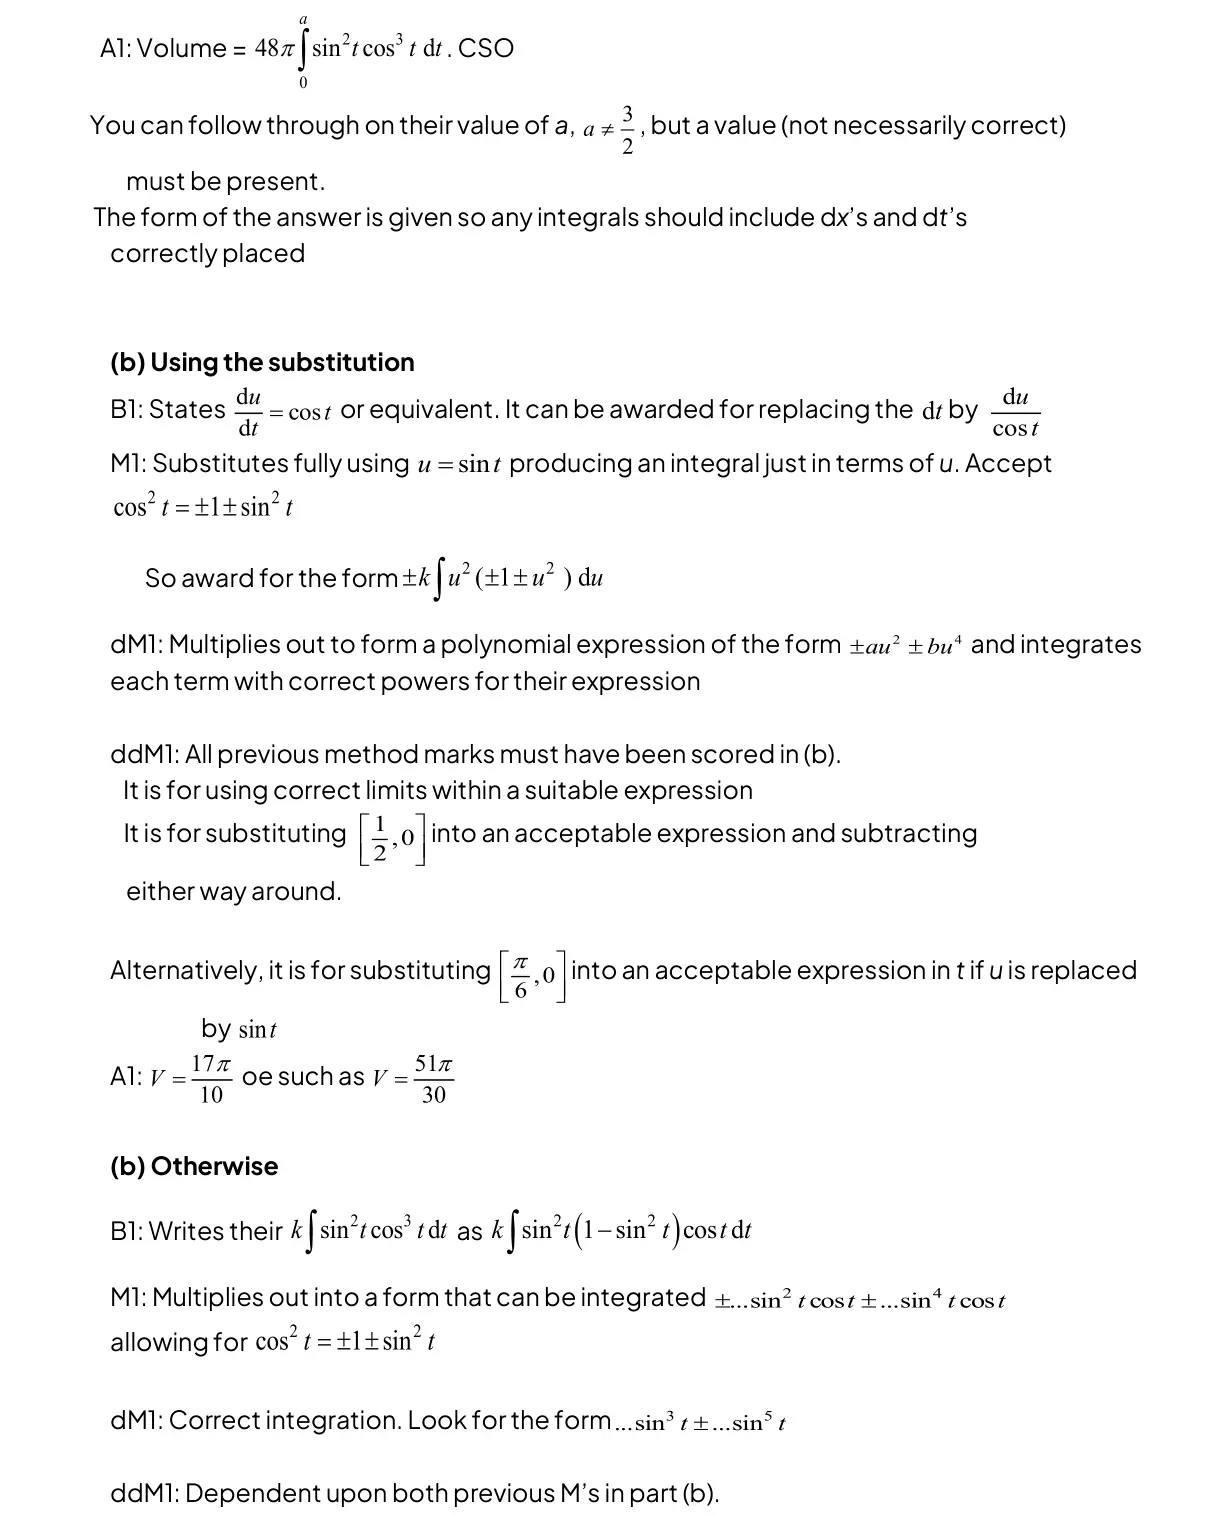 A1: Volume = 48π∫₀ᵃ sin²t cos³ t dt. CSO
You can follow through on their value of a, a ≠ 3/2, but a value (not necessarily correct)
must be present.
The form of the answer is given so any integrals should include dx's and dt's
correctly placed
(b) Using the substitution
B1: States du/dt = cos t or equivalent. It can be awarded for replacing the dt by du/cos t
M1: Substitutes fully using u = sin t producing an integral just in terms of u. Accept
cos² t = ±1 ± sin² t
So award for the form ±k∫u²(±1 ± u² ) du
dM1: Multiplies out to form a polynomial expression of the form ±au² ± bu⁴ and integrates
each term with correct powers for their expression
ddM1: All previous method marks must have been scored in (b).
It is for using correct limits within a suitable expression
It is for substituting [1/2, 0] into an acceptable expression and subtracting
either way around.
Alternatively, it is for substituting [π/6, 0] into an acceptable expression in t if u is replaced
by sin t
A1: V = 17π/10 oe such as V = 51π/30
(b) Otherwise
B1: Writes their k∫sin²t cos³ t dt as k∫sin²t(1 − sin² t)cos t dt
M1: Multiplies out into a form that can be integrated ±...sin² t cos t ± ...sin⁴ t cos t
allowing for cos² t = ±1 ± sin² t
dM1: Correct integration. Look for the form ...sin³ t ± ...sin⁵ t
ddM1: Dependent upon both previous M's in part (b).